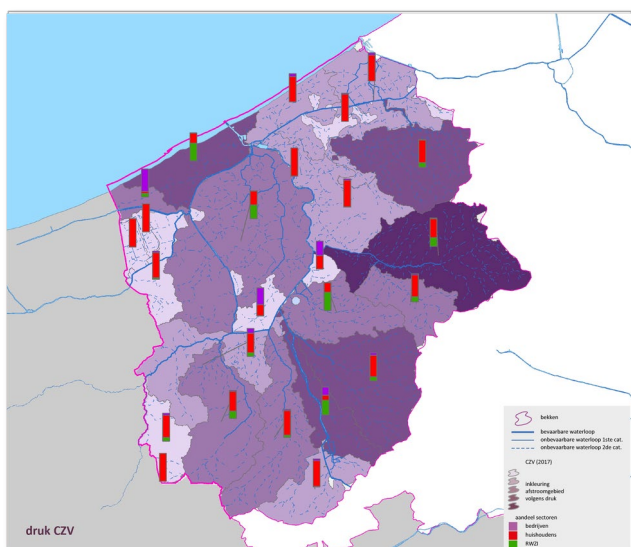 bekken
bevaarbare waterloop
onbevaarbare waterloop 1ste cat.
onbevaarbare waterloop 2de cat.
CZV (2017)
inkleuring
afstroomgebied
volgens druk
aandeel sectoren
bedrijven
huishoudens
RWZI
druk CZV